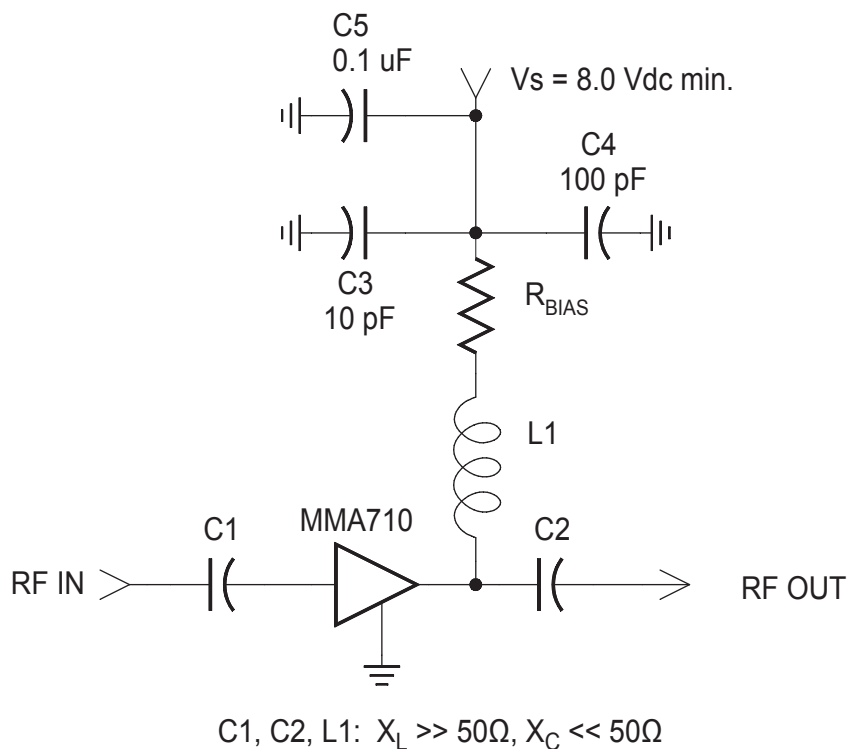 C5
0.1 uF
Vs = 8.0 Vdc min.
C4
100 pF
C3
10 pF
R_BIAS
L1
MMA710
C1
C2
RF IN
RF OUT
C1, C2, L1: X_L >> 50Ω, X_C << 50Ω